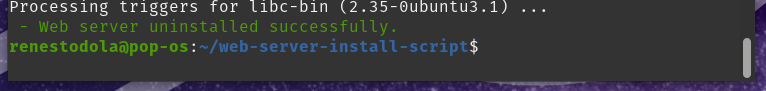 Processing triggers for libc-bin (2.35-0ubuntu3.1) ...
 - Web server uninstalled successfully.
renestodola@pop-os:~/web-server-install-script$